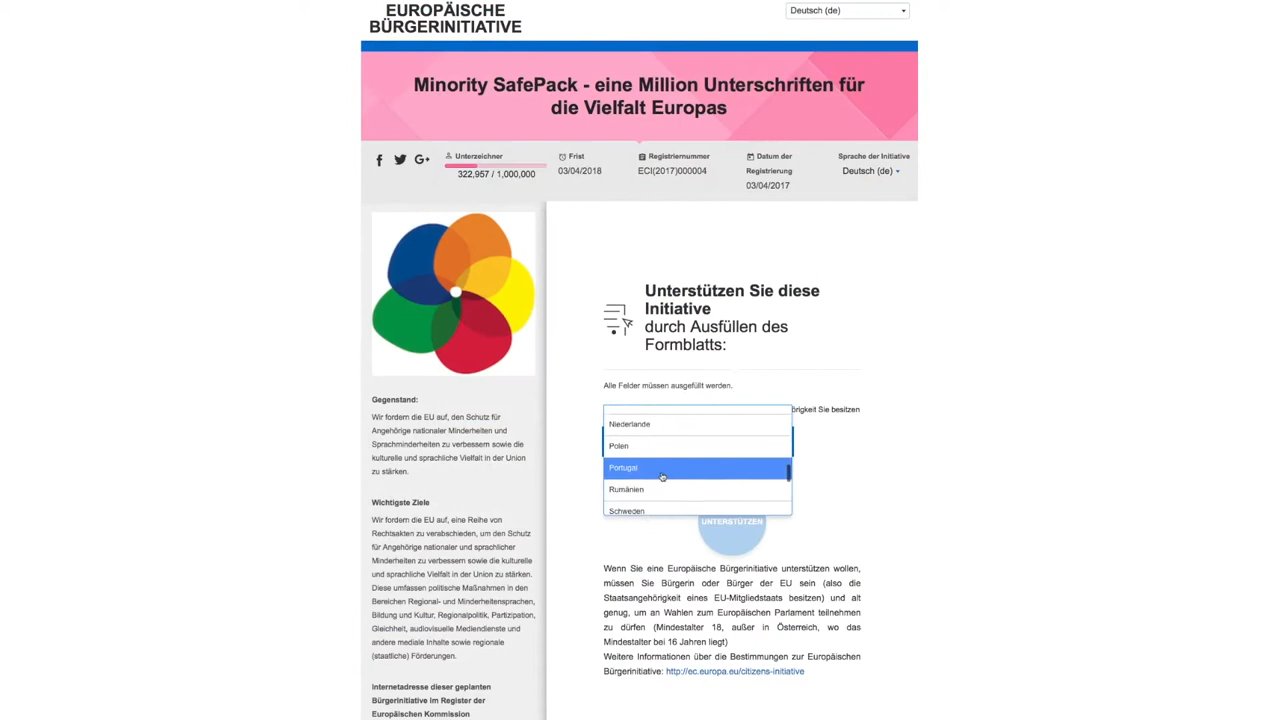 EUROPÄISCHE
BÜRGERINITIATIVE
Deutsch (de)
Minority SafePack - eine Million Unterschriften für
die Vielfalt Europas
Unterzeichner
322,957 / 1,000,000
Frist
03/04/2018
Registriernummer
ECI(2017)000004
Datum der
Registrierung
03/04/2017
Sprache der Initiative
Deutsch (de)
Gegenstand:
Wir fordern die EU auf, den Schutz für
Angehörige nationaler Minderheiten und
Sprachminderheiten zu verbessern sowie die
kulturelle und sprachliche Vielfalt in der Union
zu stärken.
Wichtigste Ziele
Wir fordern die EU auf, eine Reihe von
Rechtsakten zu verabschieden, um den Schutz
für Angehörige nationaler und sprachlicher
Minderheiten zu verbessern sowie die kulturelle
und sprachliche Vielfalt in der Union zu stärken.
Diese umfassen politische Maßnahmen in den
Bereichen Regional- und Minderheitensprachen,
Bildung und Kultur, Regionalpolitik, Partizipation,
Gleichheit, audiovisuelle Mediendienste und
andere mediale Inhalte sowie regionale
(staatliche) Förderungen.
Internetadresse dieser geplanten
Bürgerinitiative im Register der
Europäischen Kommission
Unterstützen Sie diese
Initiative
durch Ausfüllen des
Formblatts:
Alle Felder müssen ausgefüllt werden.
örigkeit Sie besitzen
Niederlande
Polen
Portugal
Rumänien
Schweden
UNTERSTÜTZEN
Wenn Sie eine Europäische Bürgerinitiative unterstützen wollen,
müssen Sie Bürgerin oder Bürger der EU sein (also die
Staatsangehörigkeit eines EU-Mitgliedstaats besitzen) und alt
genug, um an Wahlen zum Europäischen Parlament teilnehmen
zu dürfen (Mindestalter 18, außer in Österreich, wo das
Mindestalter bei 16 Jahren liegt)
Weitere Informationen über die Bestimmungen zur Europäischen
Bürgerinitiative: http://ec.europa.eu/citizens-initiative